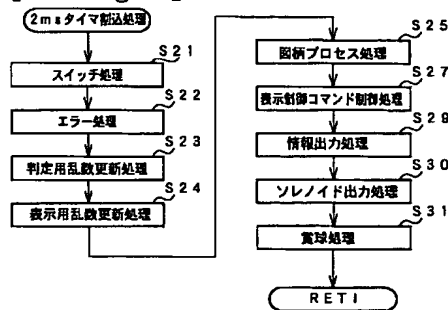 2ms タイマ割込処理
S21
スイッチ処理
S22
エラー処理
S23
判定用乱数更新処理
S24
表示用乱数更新処理
S25
図柄プロセス処理
S27
表示制御コマンド制御処理
S29
情報出力処理
S30
ソレノイド出力処理
S31
賞球処理
RETI